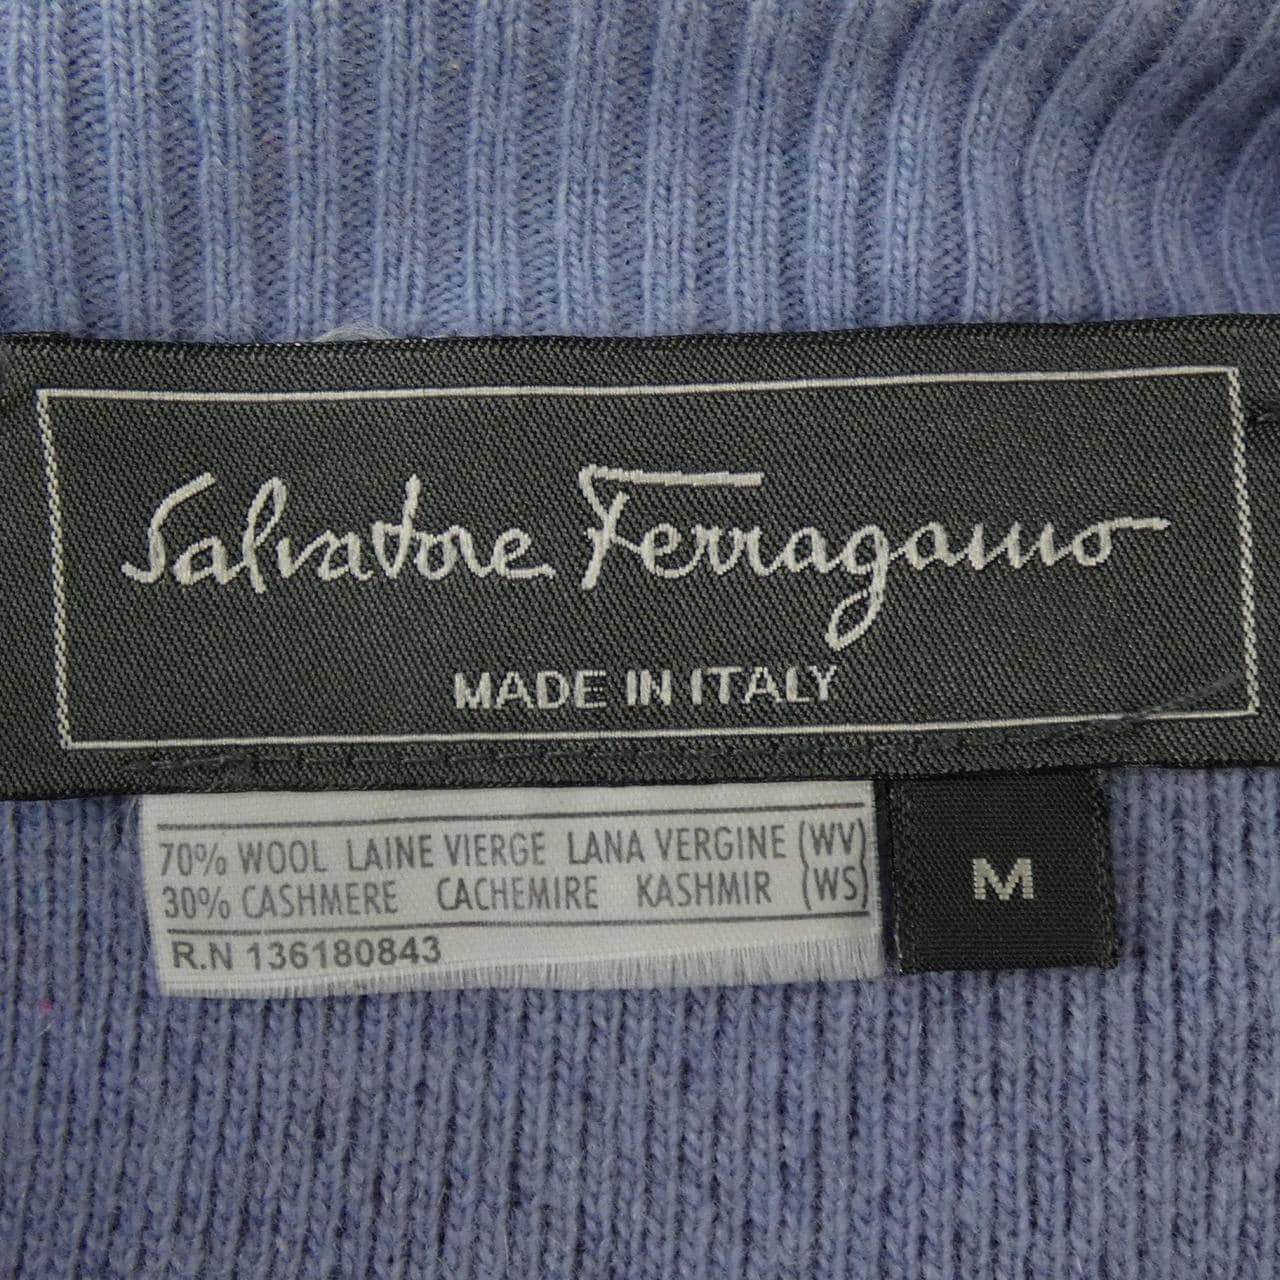 Salvatore Ferragamo
MADE IN ITALY
70% WOOL LAINE VIERGE LANA VERGINE (WV)
30% CASHMERE CACHEMIRE KASHMIR (WS)
R.N 136180843
M